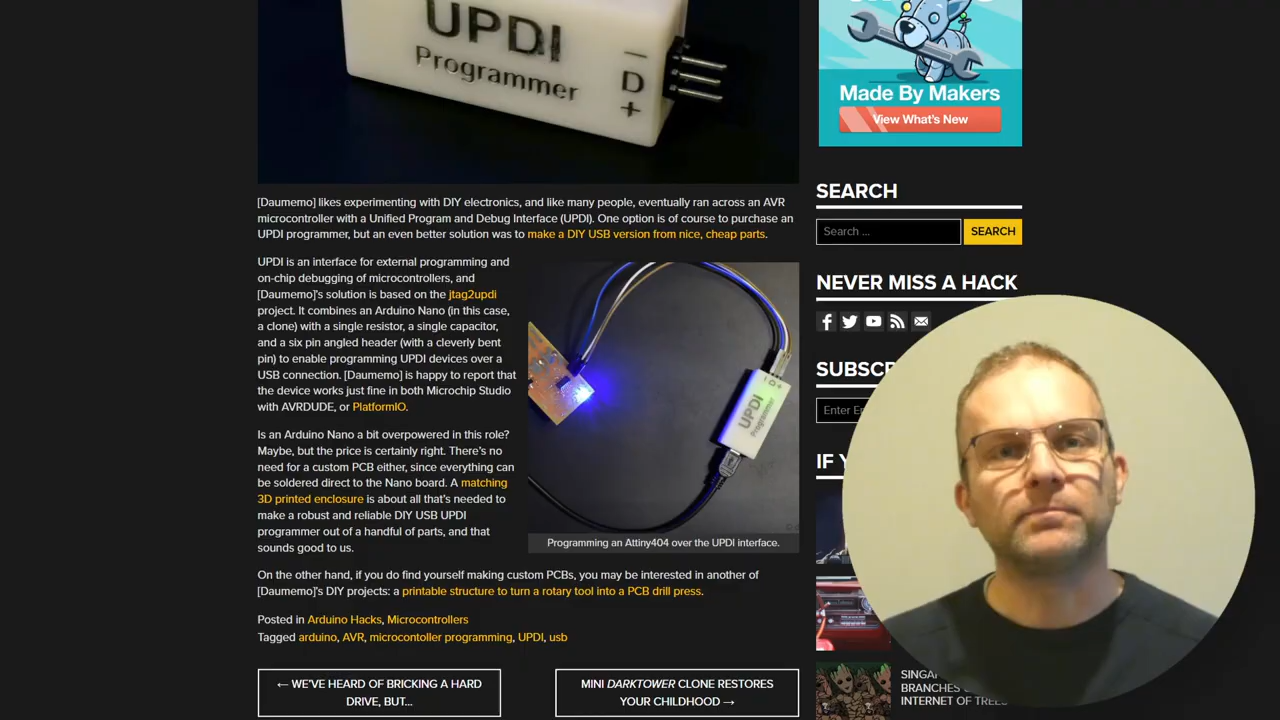 UPDI
Programmer
D
Made By Makers
View What's New
[Daumemo] likes experimenting with DIY electronics, and like many people, eventually ran across an AVR
microcontroller with a Unified Program and Debug Interface (UPDI). One option is of course to purchase an
UPDI programmer, but an even better solution was to make a DIY USB version from nice, cheap parts.
UPDI is an interface for external programming and
on-chip debugging of microcontrollers, and
[Daumemo]'s solution is based on the jtag2updi
project. It combines an Arduino Nano (in this case,
a clone) with a single resistor, a single capacitor,
and a six pin angled header (with a cleverly bent
pin) to enable programming UPDI devices over a
USB connection. [Daumemo] is happy to report that
the device works just fine in both Microchip Studio
with AVRDUDE, or PlatformIO.
Is an Arduino Nano a bit overpowered in this role?
Maybe, but the price is certainly right. There's no
need for a custom PCB either, since everything can
be soldered direct to the Nano board. A matching
3D printed enclosure is about all that's needed to
make a robust and reliable DIY USB UPDI
programmer out of a handful of parts, and that
sounds good to us.
UPDI
Programmer
Programming an Attiny404 over the UPDI interface.
On the other hand, if you do find yourself making custom PCBs, you may be interested in another of
[Daumemo]'s DIY projects: a printable structure to turn a rotary tool into a PCB drill press.
Posted in Arduino Hacks, Microcontrollers
Tagged arduino, AVR, microcontoller programming, UPDI, usb
← WE'VE HEARD OF BRICKING A HARD
DRIVE, BUT...
MINI DARKTOWER CLONE RESTORES
YOUR CHILDHOOD →
SEARCH
Search ...
SEARCH
NEVER MISS A HACK
SUBSC
Enter
IF
BRANCHES
INTERNET OF TREES